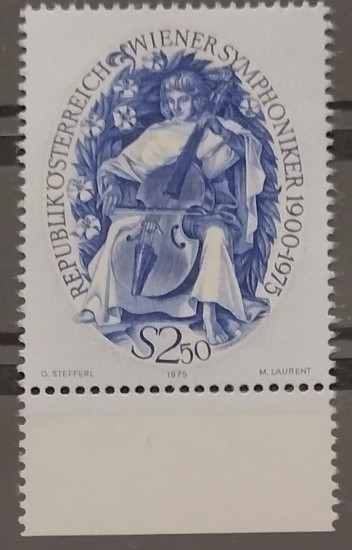 REPUBLIK ÖSTERREICH
WIENER SYMPHONIKER 1900-1975
S2.50
O. STEFFERL 1975 M. LAURENT